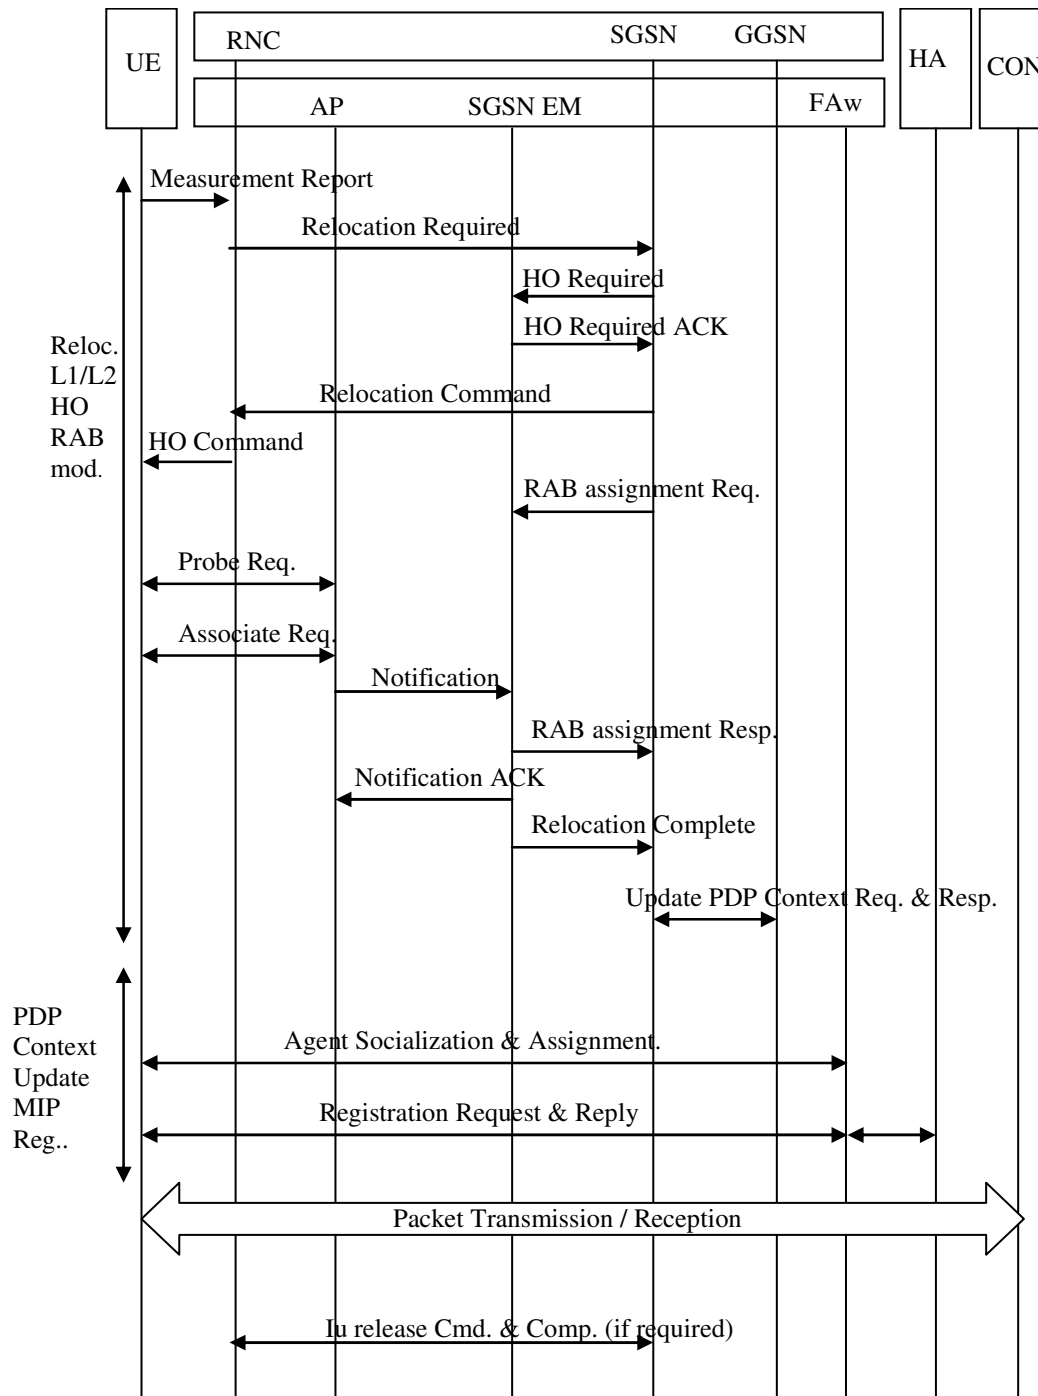 UE
RNC
SGSN
GGSN
HA
CON
AP
SGSN EM
FAw
Measurement Report
Relocation Required
HO Required
HO Required ACK
Reloc.
L1/L2
HO
RAB
mod.
Relocation Command
HO Command
RAB assignment Req.
Probe Req.
Associate Req.
Notification
RAB assignment Resp.
Notification ACK
Relocation Complete
Update PDP Context Req. & Resp.
PDP
Context
Update
MIP
Reg..
Agent Socialization & Assignment.
Registration Request & Reply
Packet Transmission / Reception
Iu release Cmd. & Comp. (if required)